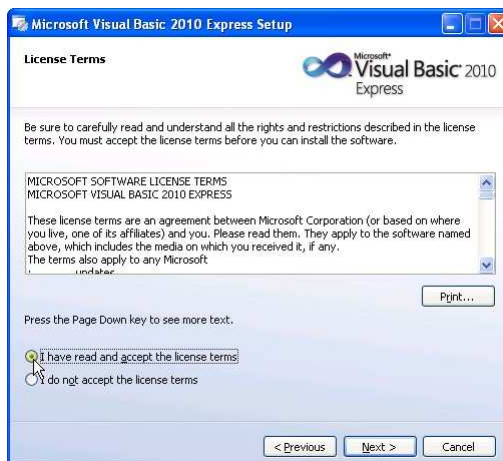 Microsoft Visual Basic 2010 Express Setup
License Terms
Microsoft®
Visual Basic® 2010
Express
Be sure to carefully read and understand all the rights and restrictions described in the license
terms. You must accept the license terms before you can install the software.
MICROSOFT SOFTWARE LICENSE TERMS
MICROSOFT VISUAL BASIC 2010 EXPRESS
These license terms are an agreement between Microsoft Corporation (or based on where
you live, one of its affiliates) and you. Please read them. They apply to the software named
above, which includes the media on which you received it, if any.
The terms also apply to any Microsoft
· updates
Print...
Press the Page Down key to see more text.
I have read and accept the license terms
I do not accept the license terms
< Previous
Next >
Cancel